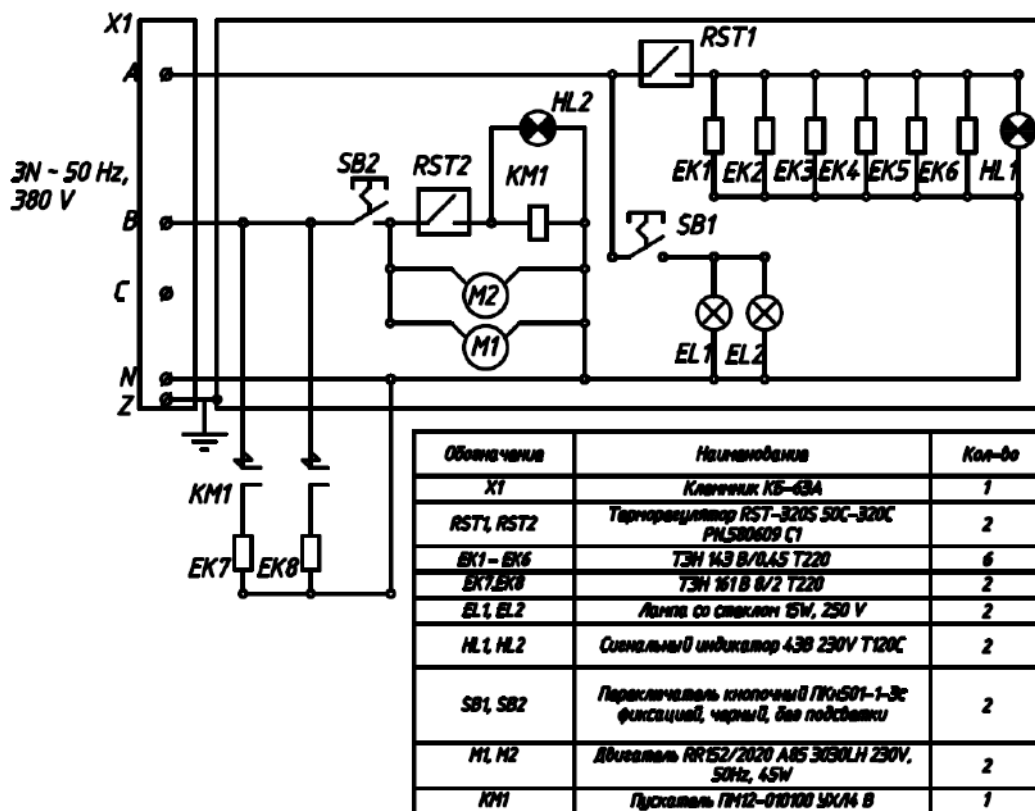 X1
RST1
A
HL2
SB2
RST2
KM1
EK1 EK2 EK3 EK4 EK5 EK6 HL1
3N ~ 50 Hz,
380 V
B
SB1
C
M2
M1
EL1 EL2
N
Z
KM1
EK7 EK8
Обозначение Наименование Кол-во
X1 Клеммник КБ-63А 1
RST1, RST2 Терморегулятор RST-320S 50C-320C 2
PN.580609 C1
EK1 - EK6 ТЭН 143 В/0,45 Т220 6
EK7,EK8 ТЭН 161 В 8/2 Т220 2
EL1, EL2 Лампа со стеклом 15W, 250 V 2
HL1, HL2 Сигнальный индикатор 43В 230V T120C 2
SB1, SB2 Переключатель кнопочный ПКн501-1-3с 2
фиксацией, черный, без подсветки
M1, M2 Двигатель RR152/2020 A85 3030LH 230V, 2
50Hz, 45W
KM1 Пускатель ПМ12-010100 УХЛ4 В 1